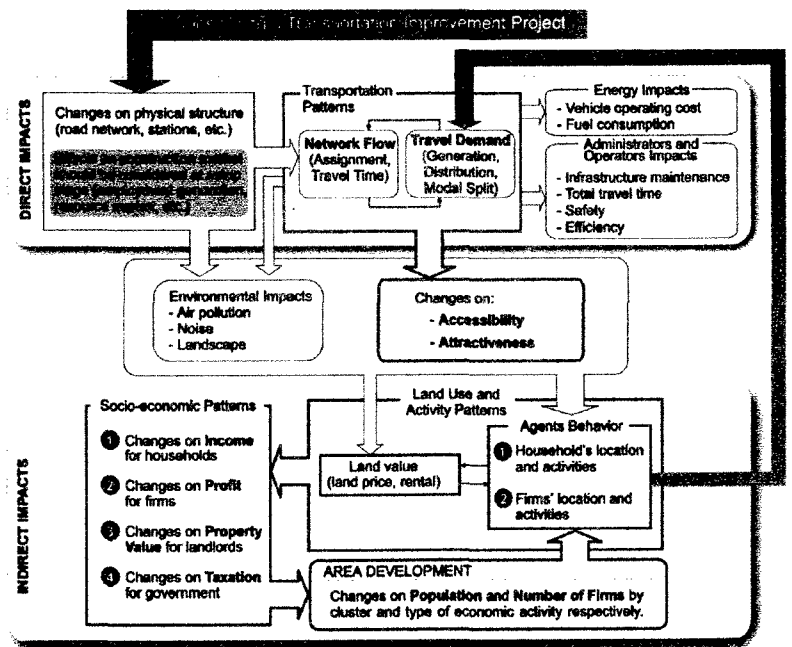 Transportation Improvement Project
DIRECT IMPACTS
Changes on physical structure
(road network, stations, etc.)
Transportation
Patterns
Network Flow
(Assignment,
Travel Time)
Travel Demand
(Generation,
Distribution,
Modal Split)
Energy Impacts
- Vehicle operating cost
- Fuel consumption
Administrators and
Operators Impacts
- Infrastructure maintenance
- Total travel time
- Safety
- Efficiency
Environmental Impacts
- Air pollution
- Noise
- Landscape
Changes on:
- Accessibility
- Attractiveness
INDIRECT IMPACTS
Socio-economic Patterns
1 Changes on Income
for households
2 Changes on Profit
for firms
3 Changes on Property
Value for landlords
4 Changes on Taxation
for government
Land Use and
Activity Patterns
Land value
(land price, rental)
Agents Behavior
1 Household's location
and activities
2 Firms' location and
activities
AREA DEVELOPMENT
Changes on Population and Number of Firms by
cluster and type of economic activity respectively.